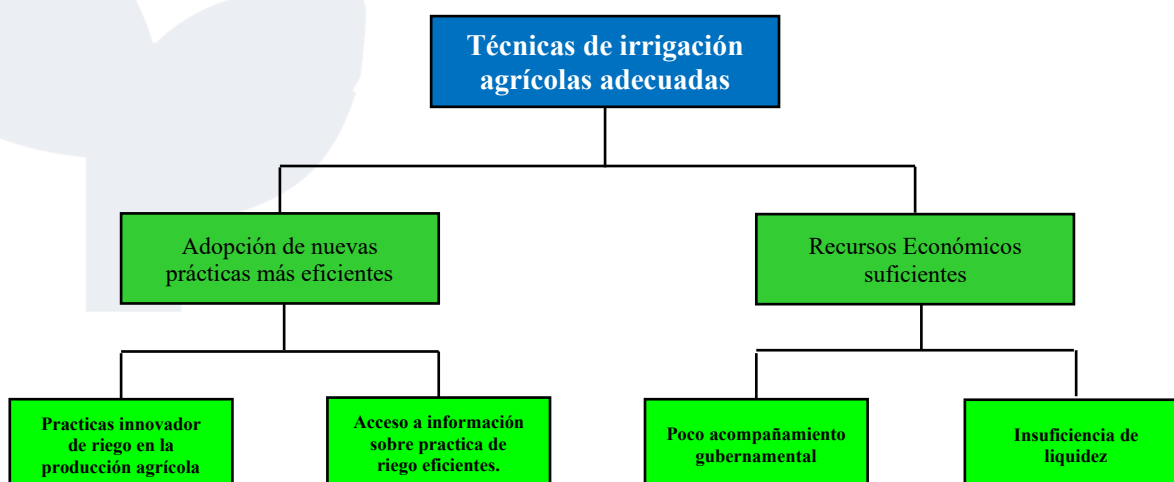 Técnicas de irrigación
agrícolas adecuadas
Adopción de nuevas
prácticas más eficientes
Recursos Económicos
suficientes
Practicas innovador
de riego en la
producción agrícola
Acceso a información
sobre practica de
riego eficientes.
Poco acompañamiento
gubernamental
Insuficiencia de
liquidez